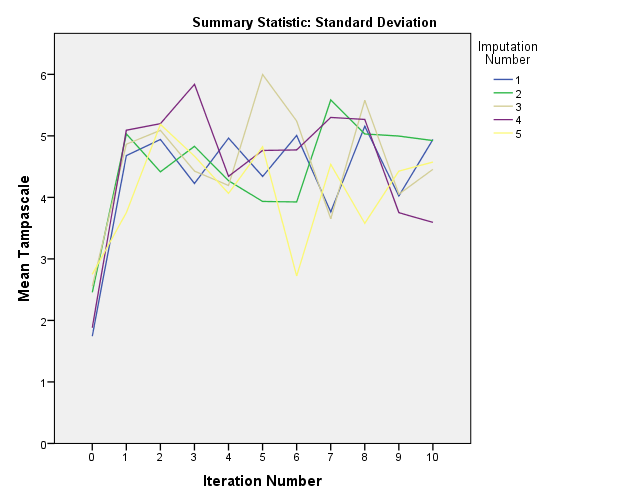 Summary Statistic: Standard Deviation
Imputation
Number
1
2
3
4
5
Mean Tampascale
6
5
4
3
2
1
0
0 1 2 3 4 5 6 7 8 9 10
Iteration Number